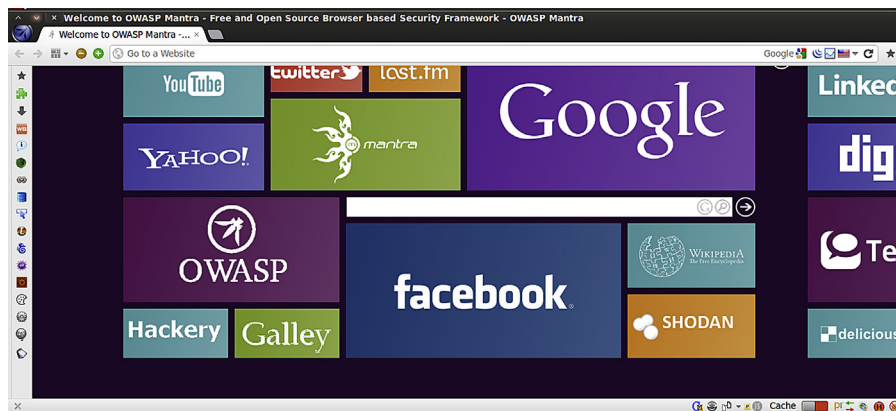 Welcome to OWASP Mantra - Free and Open Source Browser based Security Framework - OWASP Mantra
Welcome to OWASP Mantra -...
Go to a Website
Google
YouTube
twitter
last.fm
Google
Linked
YAHOO!
mantra
dig
OWASP
facebook
WIKIPEDIA
The Free Encyclopedia
Te
Hackery
Galley
SHODAN
delicious
Cache
pr